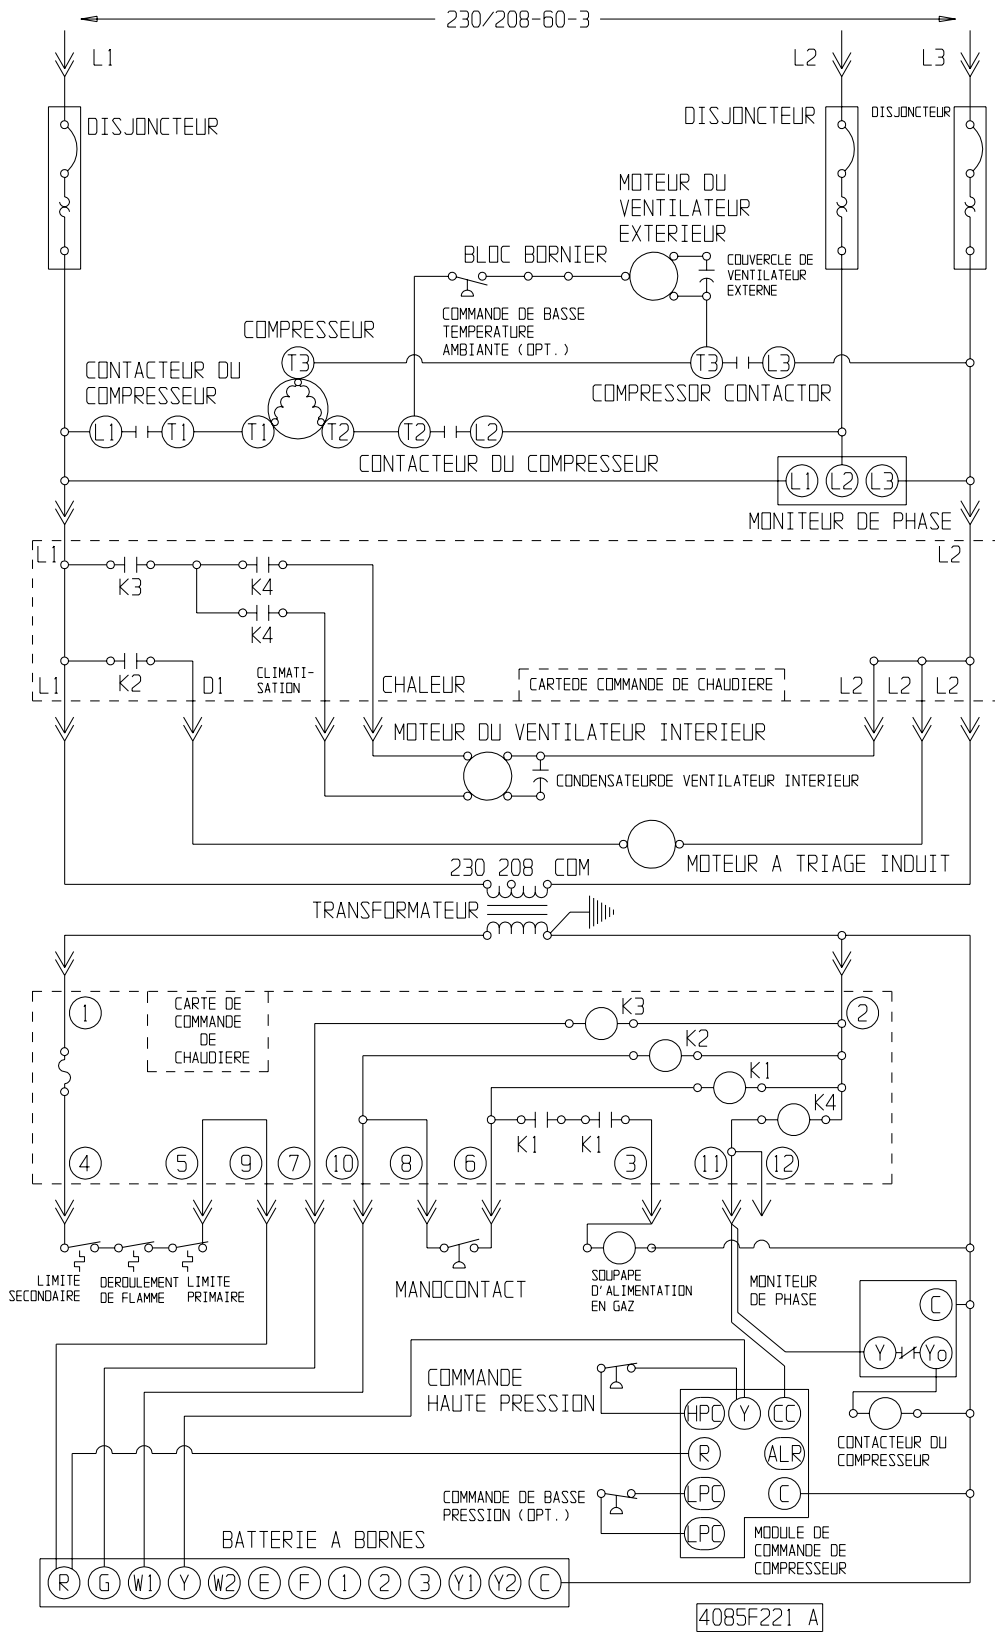 230/208-60-3
L1
L2
L3
DISJONCTEUR
DISJONCTEUR
DISJONCTEUR
MOTEUR DU
VENTILATEUR
EXTERIEUR
BLOC BORNIER
COUVERCLE DE
VENTILATEUR
EXTERNE
COMMANDE DE BASSE
TEMPERATURE
AMBIANTE (OPT.)
COMPRESSEUR
T3
T3
L3
CONTACTEUR DU
COMPRESSEUR
COMPRESSOR CONTACTOR
L1
T1
T1
T2
T2
L2
CONTACTEUR DU COMPRESSEUR
L1
L2
L3
MONITEUR DE PHASE
L1
L2
K3
K4
K4
L1
K2
D1
CLIMATI-
SATION
CHALEUR
CARTEDE COMMANDE DE CHAUDIERE
L2
L2
L2
MOTEUR DU VENTILATEUR INTERIEUR
CONDENSATEURDE VENTILATEUR INTERIEUR
MOTEUR A TRIAGE INDUIT
230 208 COM
TRANSFORMATEUR
1
CARTE DE
COMMANDE
DE
CHAUDIERE
K3
2
K2
K1
K4
K1
K1
4
5
9
7
10
8
6
3
11
12
LIMITE
SECONDAIRE
DEROULEMENT
DE FLAMME
LIMITE
PRIMAIRE
MANOCONTACT
SOUPAPE
D'ALIMENTATION
EN GAZ
MONITEUR
DE PHASE
C
Y
Yo
COMMANDE
HAUTE PRESSION
HPC
Y
CC
R
ALR
LPC
C
LPC
CONTACTEUR DU
COMPRESSEUR
COMMANDE DE BASSE
PRESSION (OPT.)
MODULE DE
COMMANDE DE
COMPRESSEUR
BATTERIE A BORNES
R G W1 Y W2 E F 1 2 3 Y1 Y2 C
4085F221 A